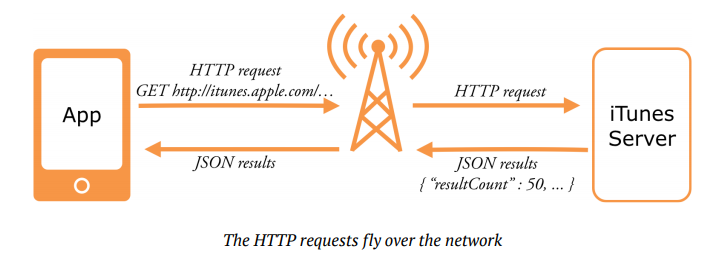 App
HTTP request
GET http://itunes.apple.com/…
HTTP request
iTunes
Server
JSON results
JSON results
{ “resultCount” : 50, ... }
The HTTP requests fly over the network